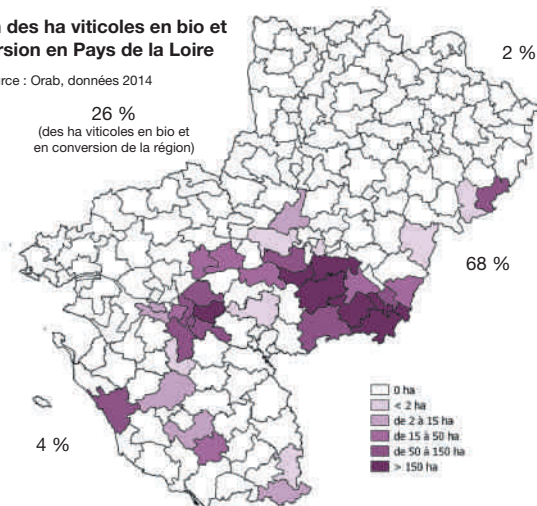 des ha viticoles en bio et
en Pays de la Loire
Orab, données 2014
2 %
26 %
(des ha viticoles en bio et
en conversion de la région)
68 %
4 %
0 ha
< 2 ha
de 2 à 15 ha
de 15 à 50 ha
de 50 à 150 ha
> 150 ha